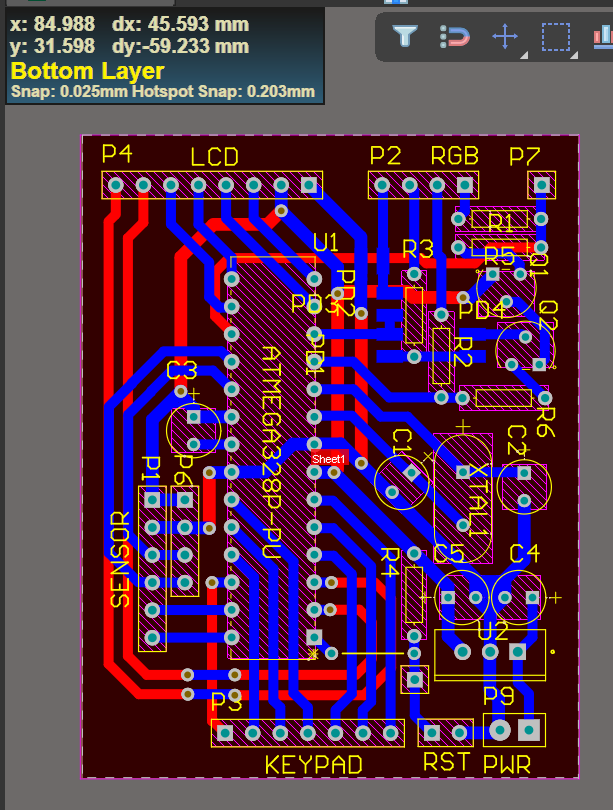 x: 84.988 dx: 45.593 mm
y: 31.598 dy:-59.233 mm
Bottom Layer
Snap: 0.025mm Hotspot Snap: 0.203mm
P4 LCD P2 RGB P7
R1
U1 R3 R5 Q1
PD3 PD2 PD4 Q2
PD1 R2
C3 ATMEGA328P-PU R6
Sheet1 C1 C2
P1 P6 XTAL1
SENSOR R4 C5 C4
U2
P3 P9
KEYPAD RST PWR